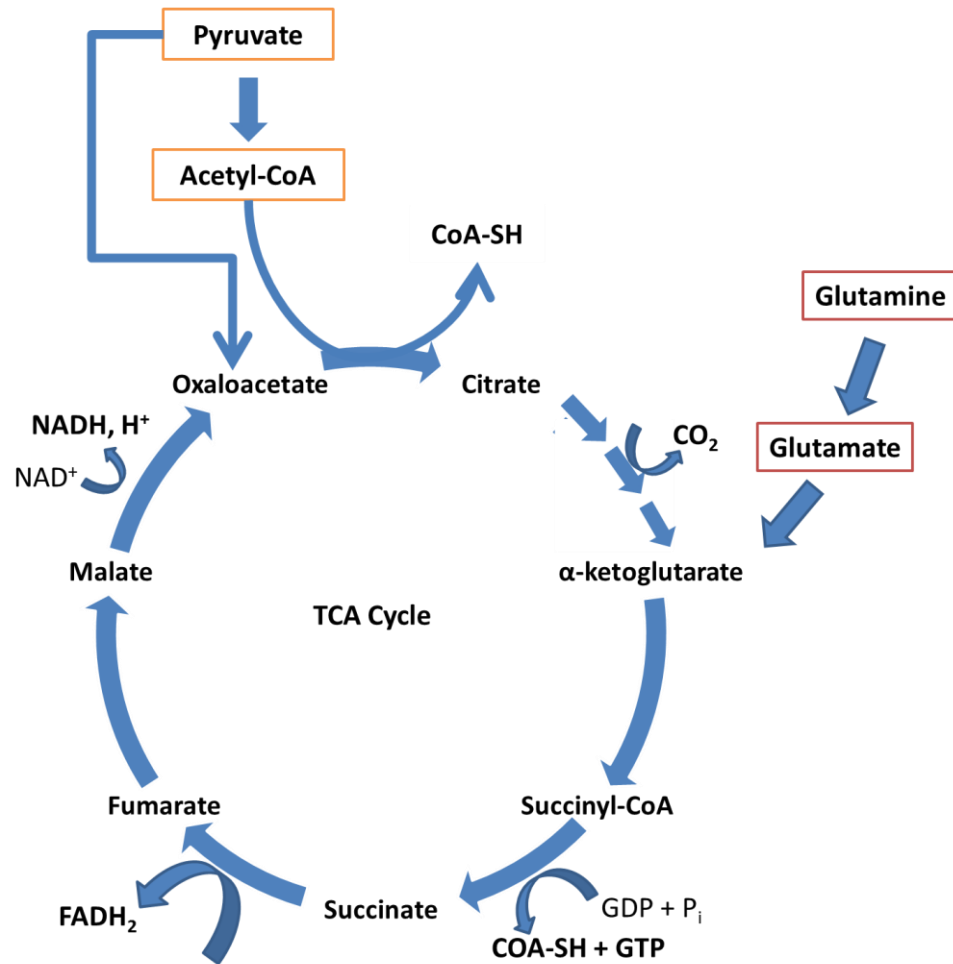 Pyruvate
Acetyl-CoA
CoA-SH
Glutamine
Oxaloacetate
Citrate
NADH, H⁺
CO₂
Glutamate
NAD⁺
Malate
α-ketoglutarate
TCA Cycle
Fumarate
Succinyl-CoA
FADH₂
Succinate
GDP + Pᵢ
COA-SH + GTP